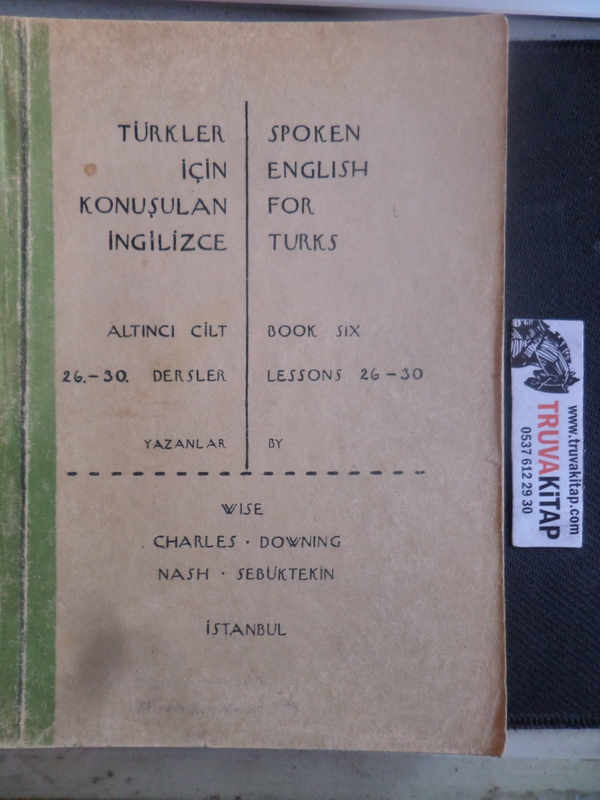 TÜRKLER
İÇİN
KONUŞULAN
İNGİLİZCE
SPOKEN
ENGLISH
FOR
TURKS
ALTINCI CİLT
26.-30. DERSLER
BOOK SIX
LESSONS 26-30
YAZANLAR
BY
WISE
CHARLES · DOWNING
NASH · SEBÜKTEKİN
İSTANBUL
www.truvakitap.com
TRUVAKİTAP
0537 612 29 30